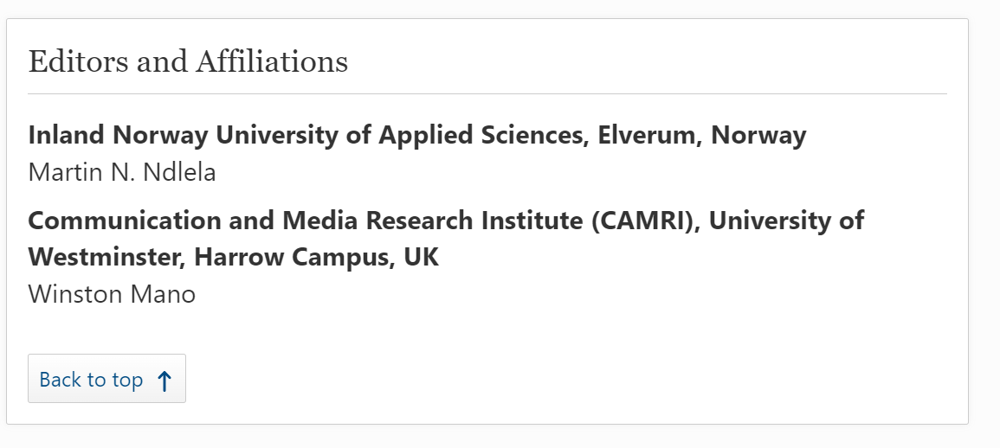 Editors and Affiliations
Inland Norway University of Applied Sciences, Elverum, Norway
Martin N. Ndlela
Communication and Media Research Institute (CAMRI), University of
Westminster, Harrow Campus, UK
Winston Mano
Back to top ↑